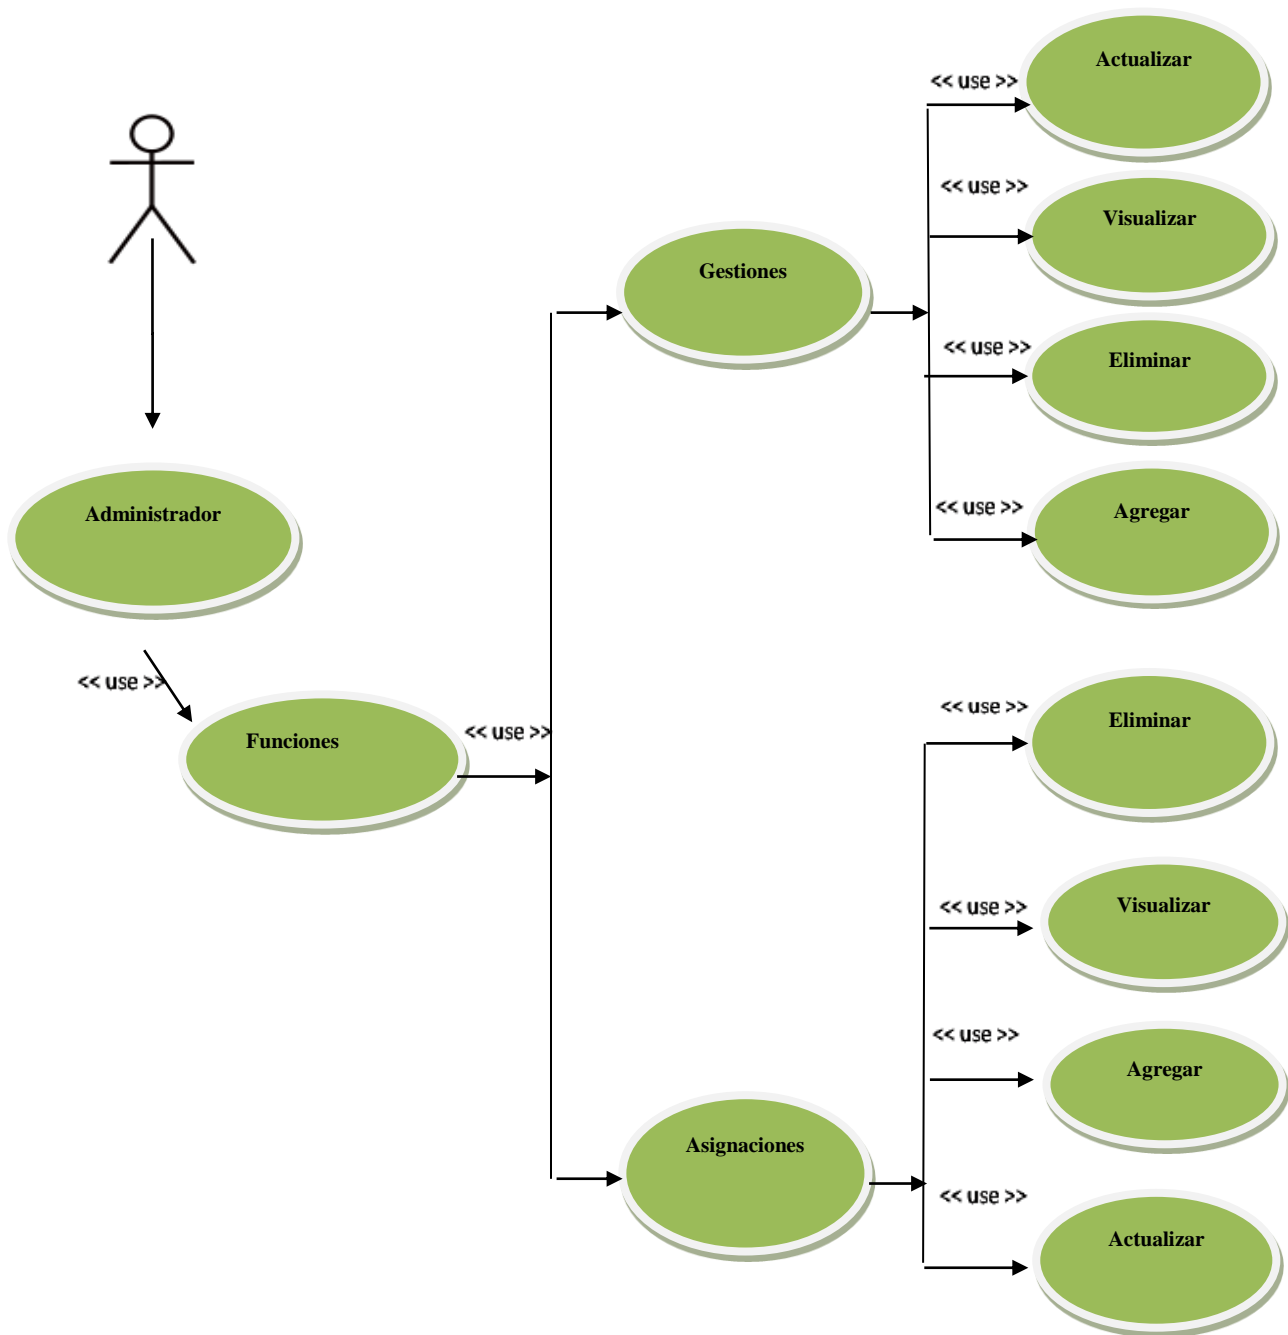 Actualizar
<< use >>
<< use >>
Visualizar
Gestiones
<< use >>
Eliminar
<< use >>
Agregar
Administrador
<< use >>
Funciones
<< use >>
<< use >>
Eliminar
<< use >>
Visualizar
<< use >>
Agregar
Asignaciones
<< use >>
Actualizar